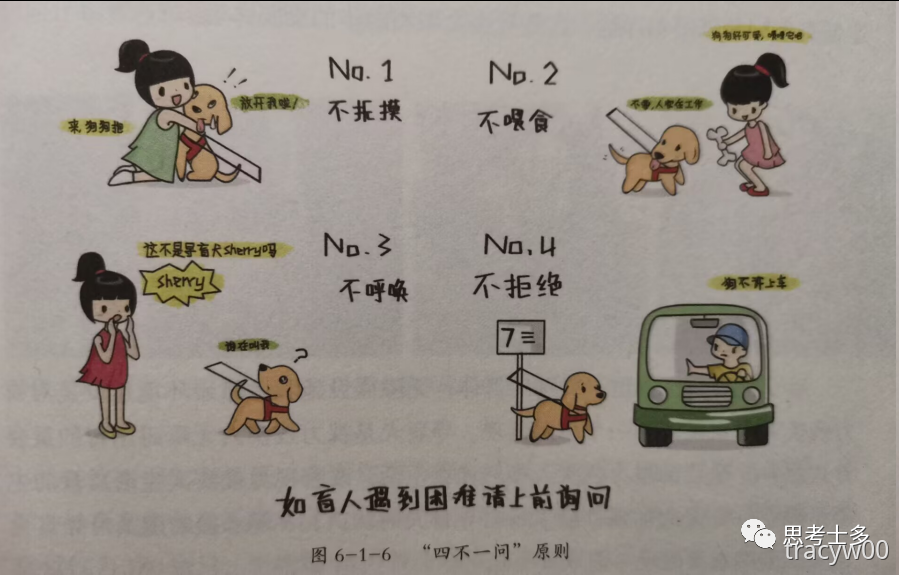 No.1
不抚摸
来,狗狗抱
放开我啦!
!!
No.2
不喂食
狗狗好可爱,喂喂它吧
不要,人家在工作
No.3
不呼唤
这不是导盲犬sherry吗
sherry
谁在叫我
?
No.4
不拒绝
7
狗不齐上车
如盲人遇到困难请上前询问
图 6-1-6 “四不一问”原则
思考士多
tracyw00